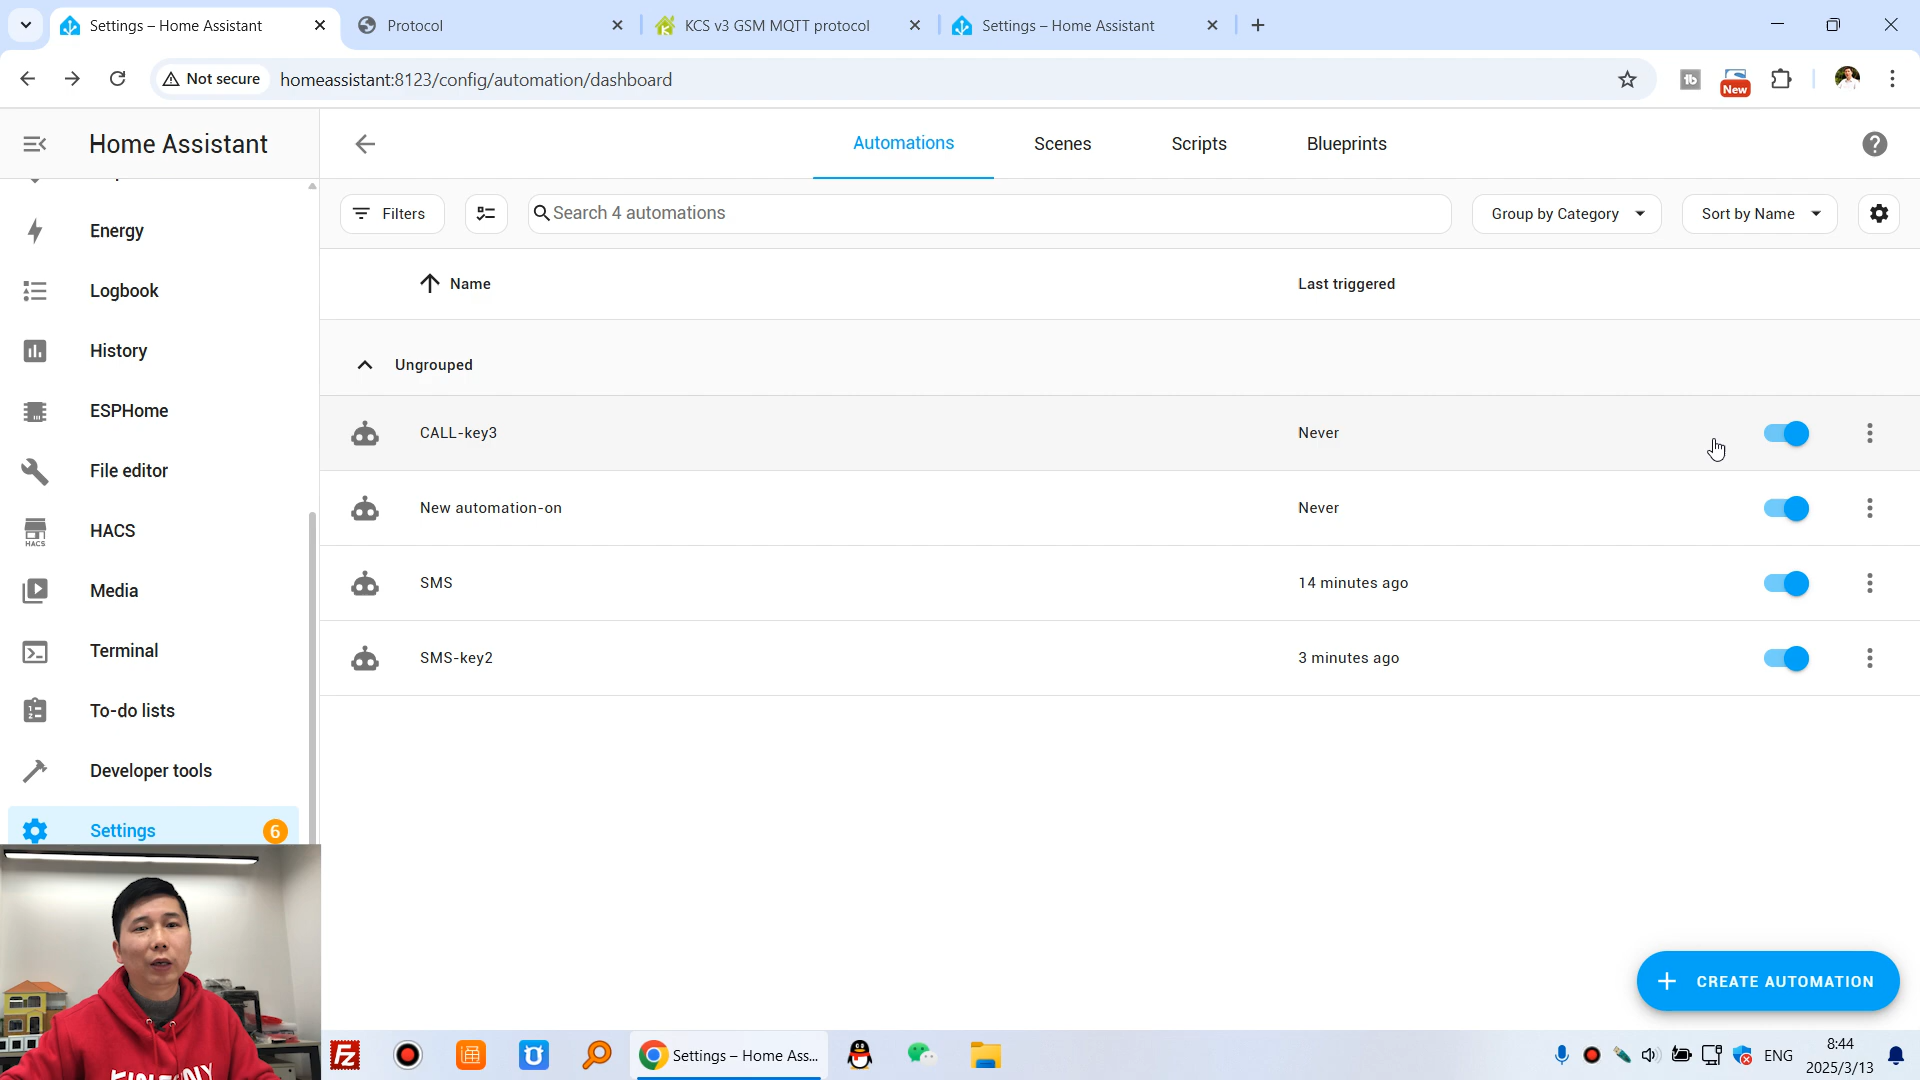 Settings – Home Assistant
Protocol
KCS v3 GSM MQTT protocol
Settings – Home Assistant
Not secure
homeassistant:8123/config/automation/dashboard
New
Home Assistant
Automations
Scenes
Scripts
Blueprints
Filters
Search 4 automations
Group by Category
Sort by Name
Energy
Logbook
History
ESPHome
File editor
HACS
HACS
Media
Terminal
To-do lists
Developer tools
Settings
6
Name
Last triggered
Ungrouped
CALL-key3
Never
New automation-on
Never
SMS
14 minutes ago
SMS-key2
3 minutes ago
CREATE AUTOMATION
Settings – Home Ass...
ENG
8:44
2025/3/13